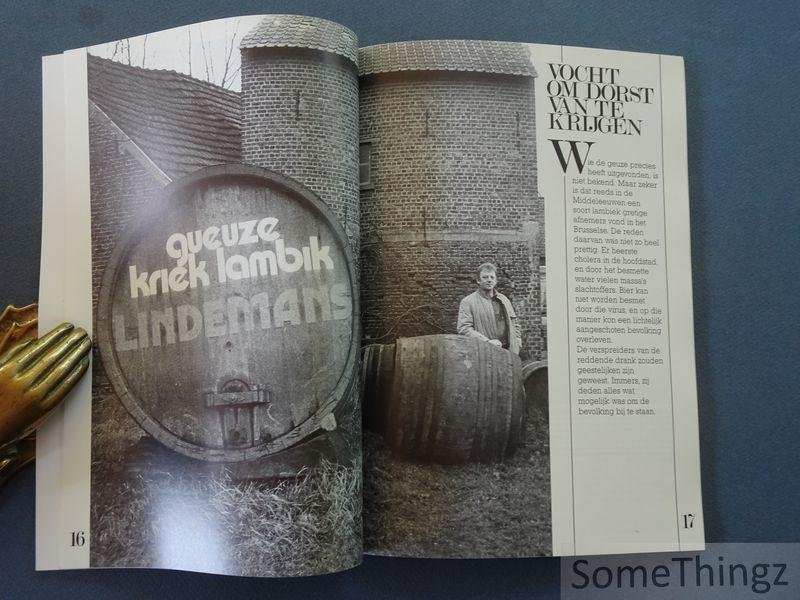 gueuze
kriek lambik
LINDEMANS
16
VOCHT
OM DORST
VAN TE
KRIJGEN
Wie de geuze precies
heeft uitgevonden, is
niet bekend. Maar zeker
is dat reeds in de
Middeleeuwen een
soort lambiek gretige
afnemers vond in het
Brusselse. De reden
daarvan was niet zo heel
prettig. Er heerste
cholera in de hoofdstad,
en door het besmette
water vielen massa's
slachtoffers. Bier kan
niet worden besmet
door die virus, en op die
manier kon een lichtelijk
aangeschoten bevolking
overleven.
De verspreiders van de
reddende drank zouden
geestelijken zijn
geweest. Immers, zij
deden alles wat
mogelijk was om de
bevolking bij te staan.
17
SomeThingz